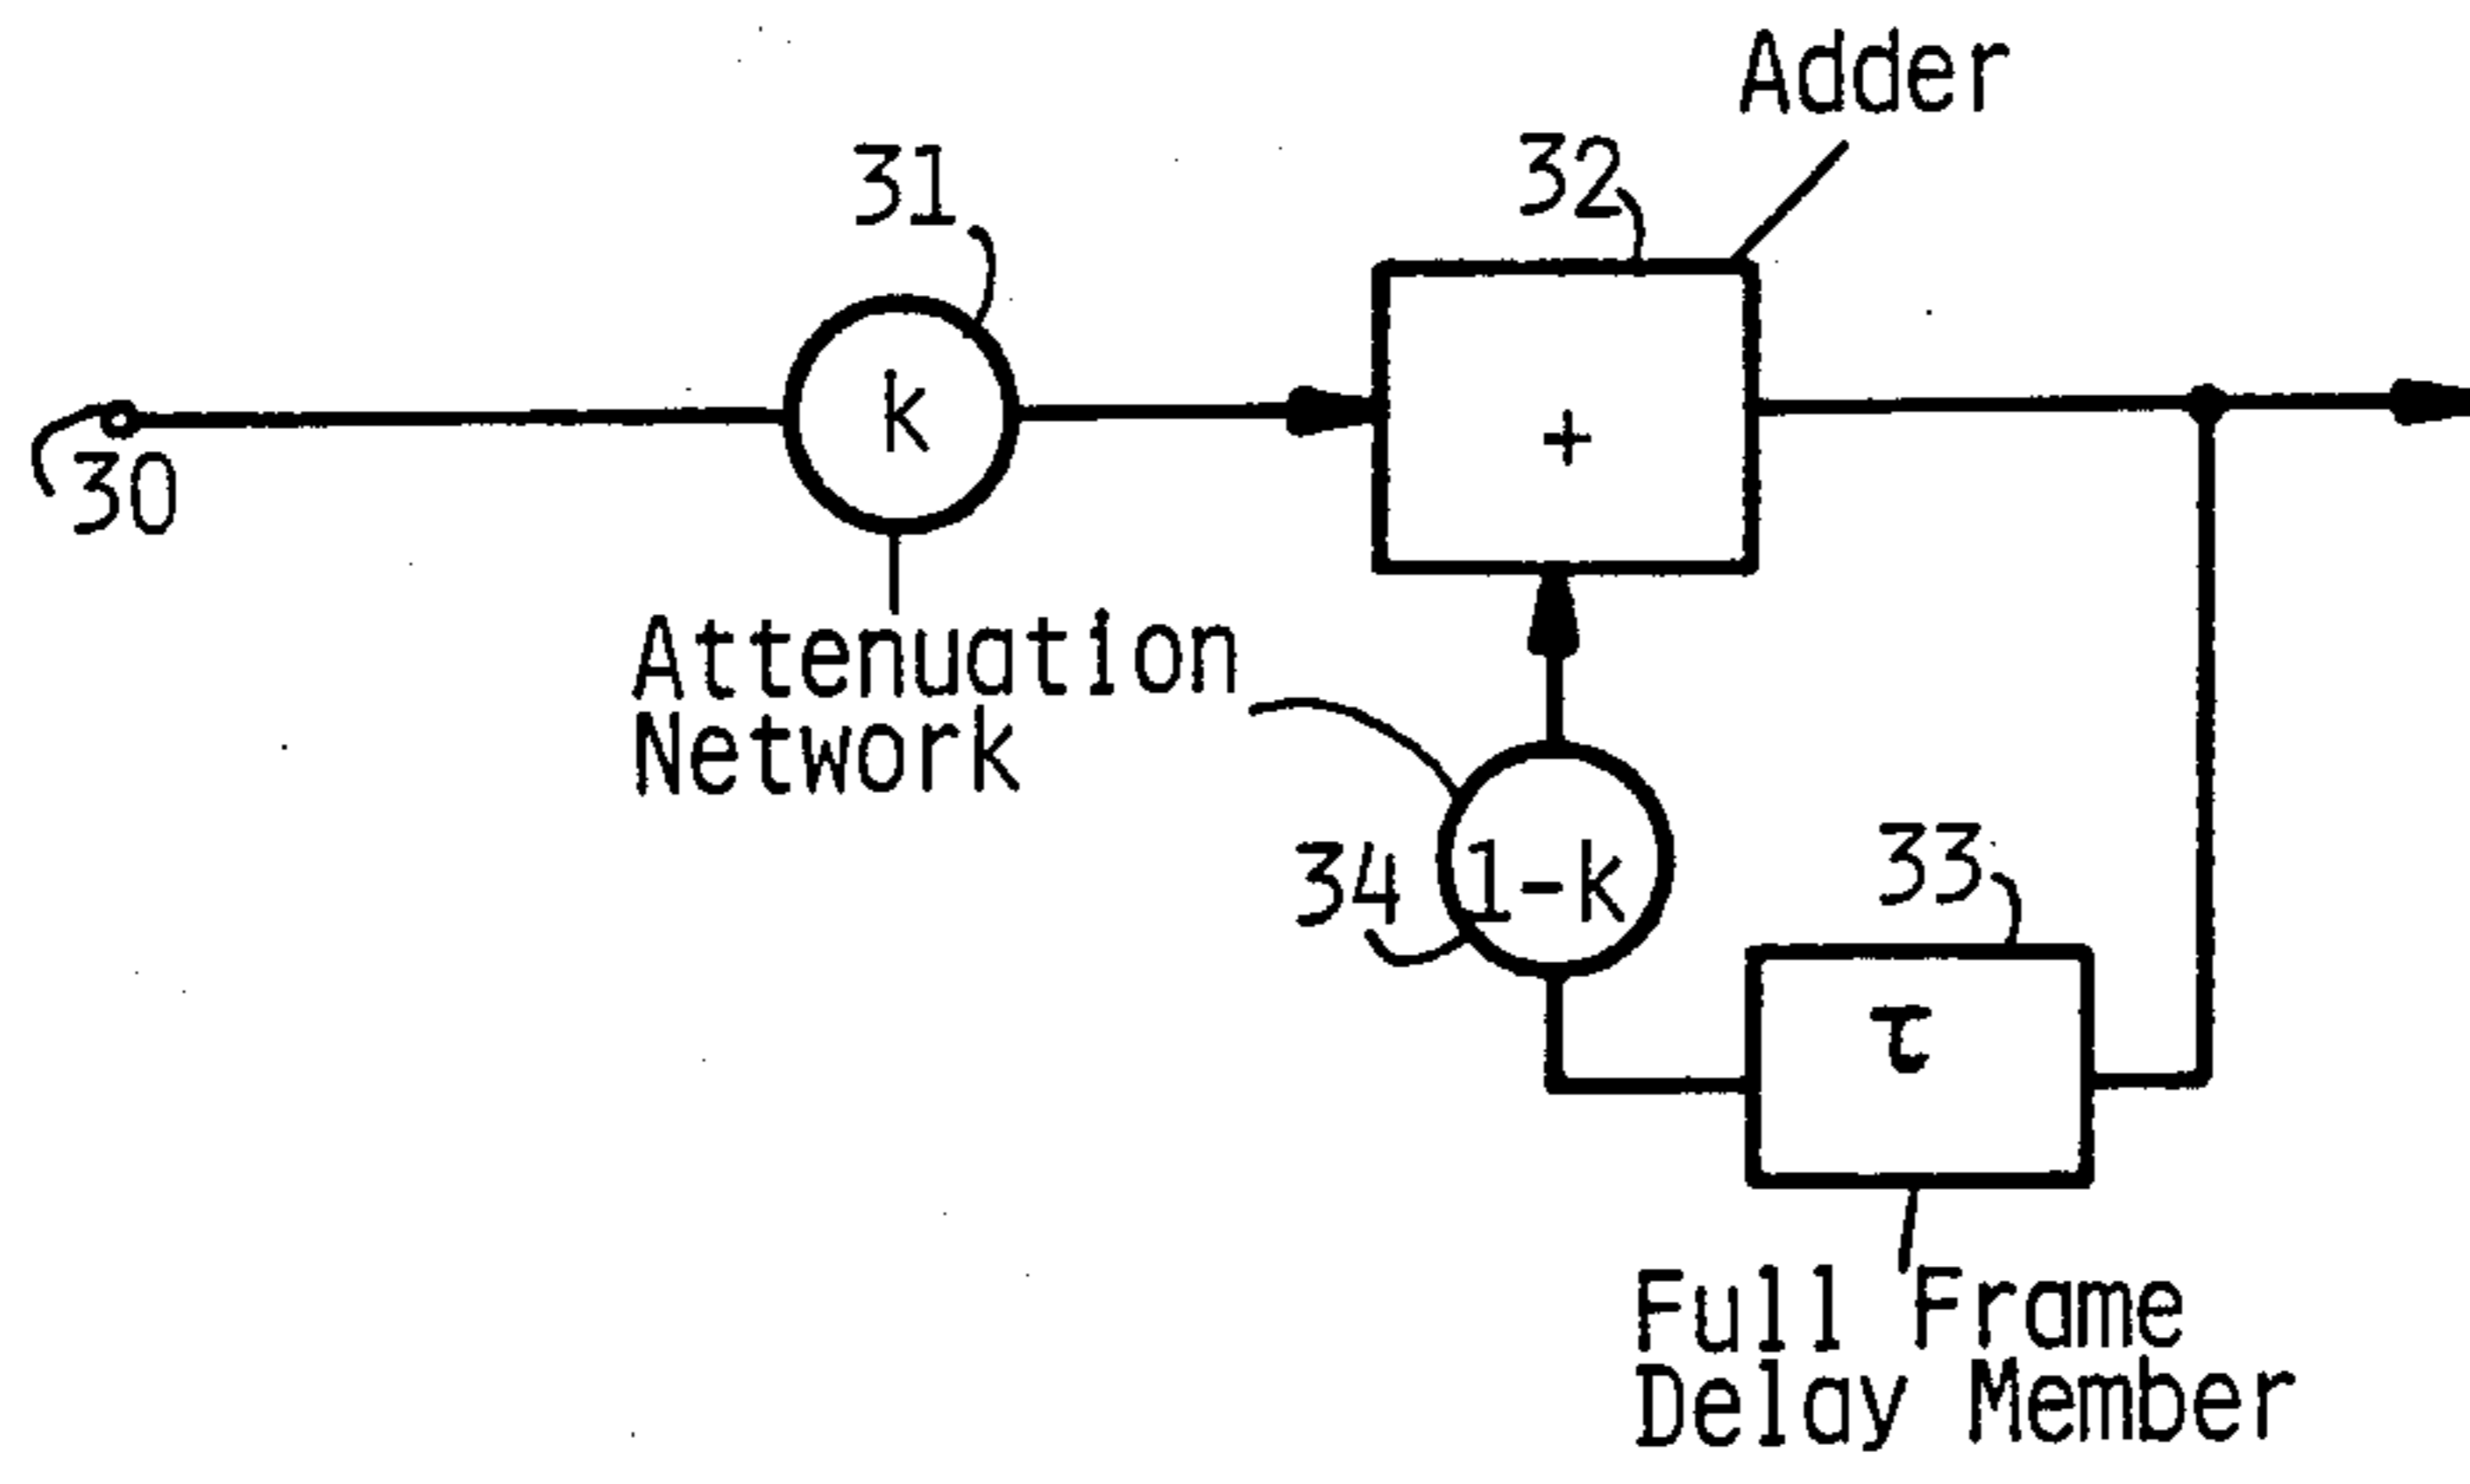 Adder
31
32
k
+
30
Attenuation
Network
34
1-k
33
τ
Full Frame
Delay Member